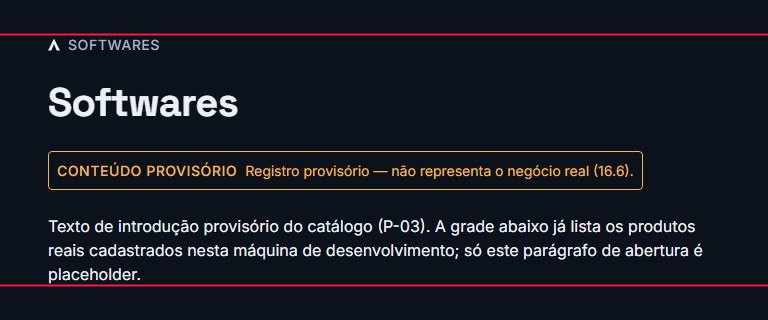 SOFTWARES
Softwares
CONTEÚDO PROVISÓRIO Registro provisório — não representa o negócio real (16.6).
Texto de introdução provisório do catálogo (P-03). A grade abaixo já lista os produtos
reais cadastrados nesta máquina de desenvolvimento; só este parágrafo de abertura é
placeholder.